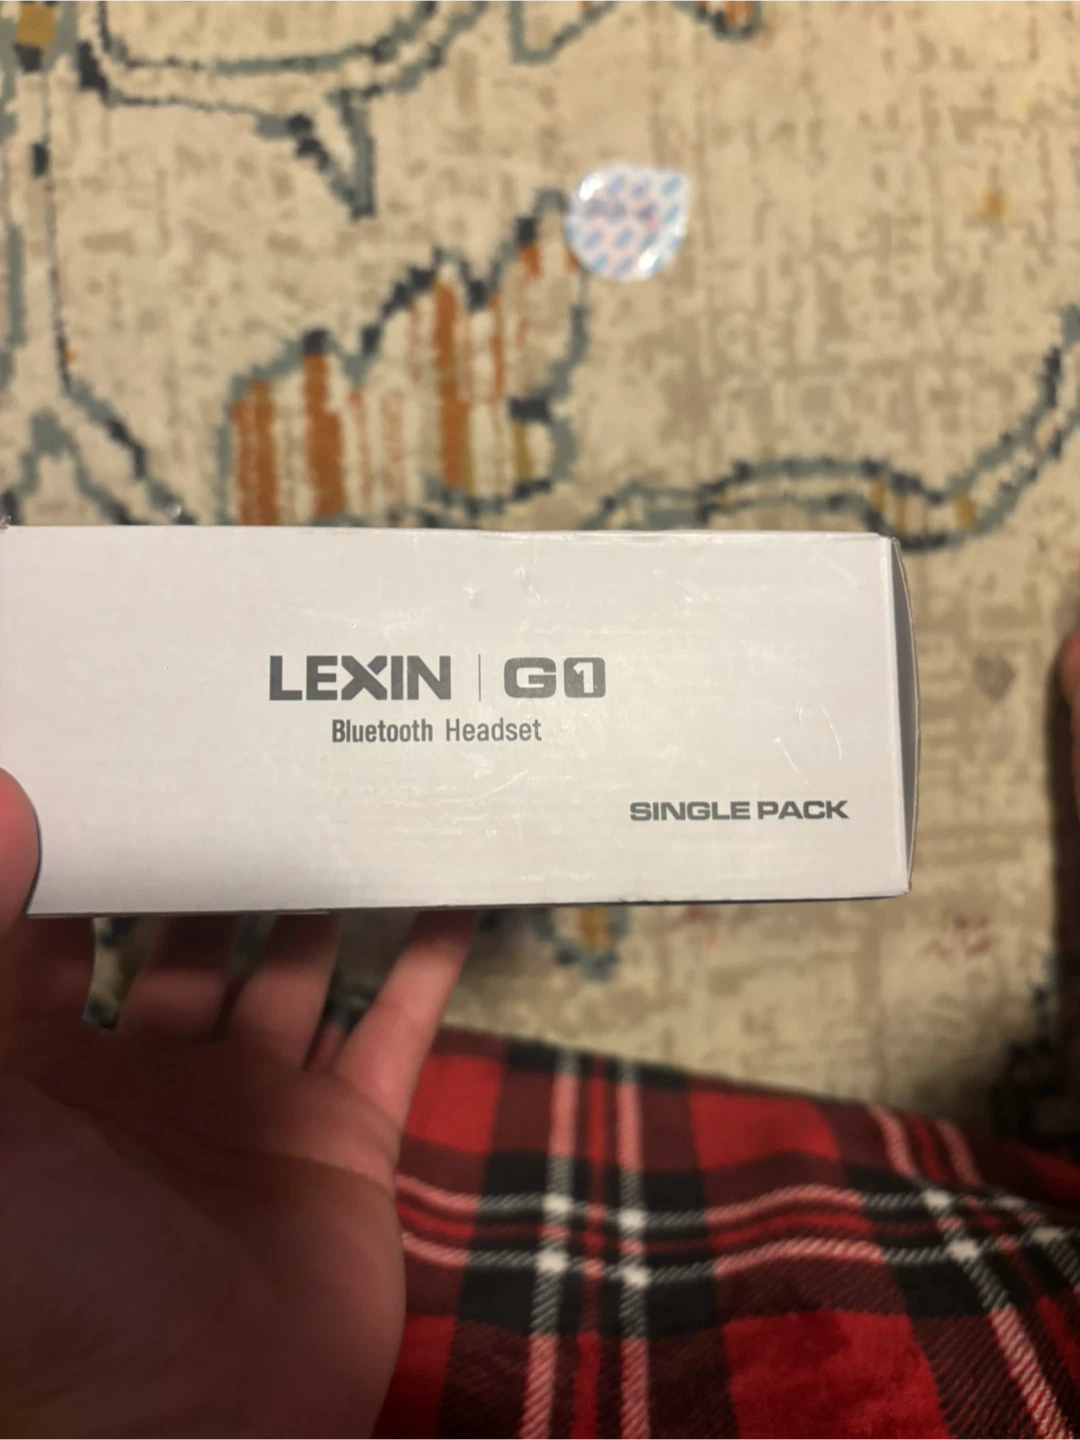 LEXIN | G1
Bluetooth Headset
SINGLE PACK